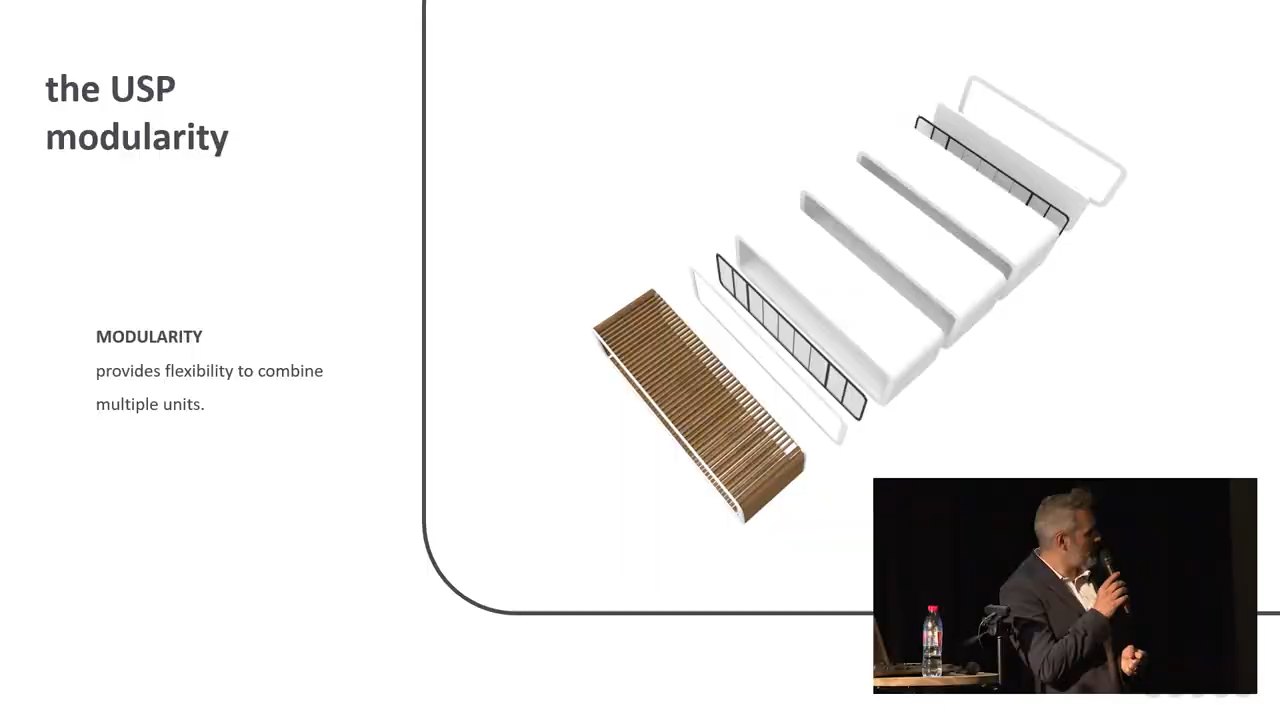 the USP
modularity
MODULARITY
provides flexibility to combine
multiple units.